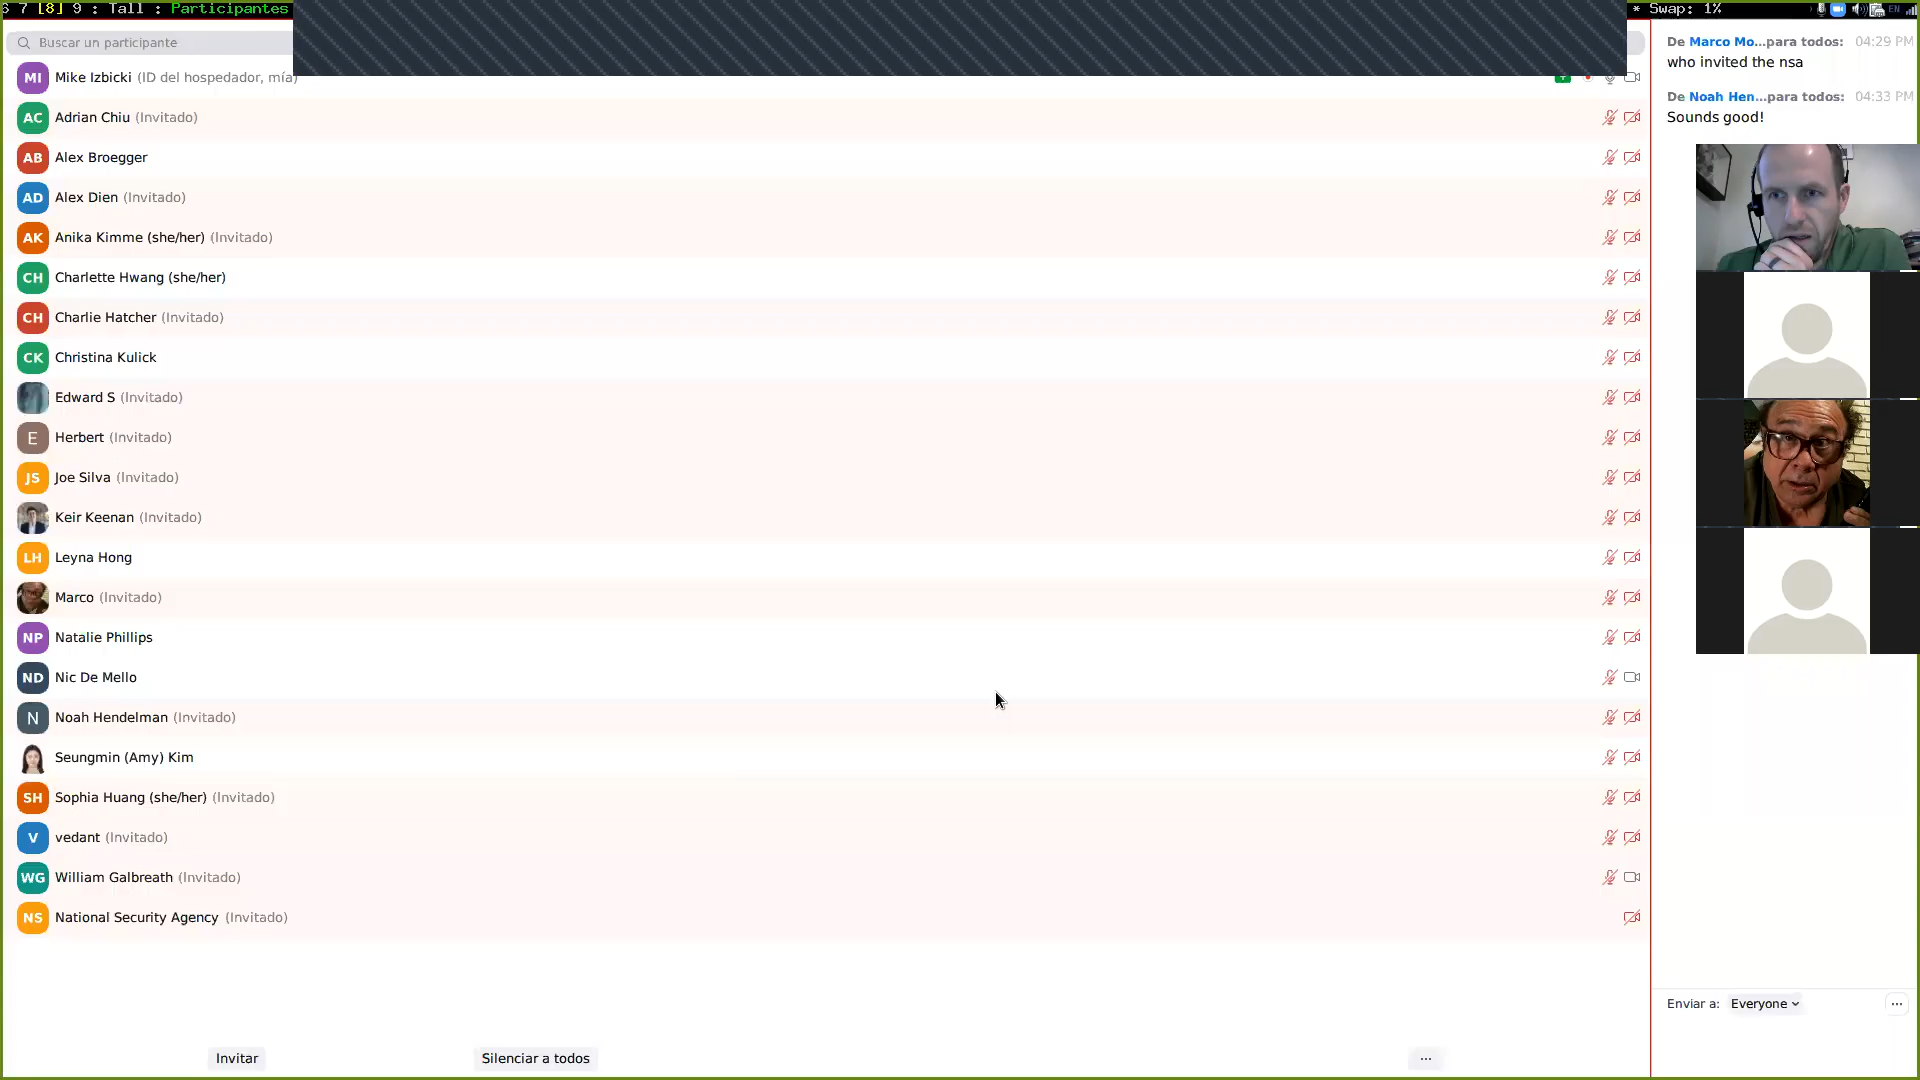 6 7 [8] 9 : Tall : Participantes
* Swap: 1%
EN
Buscar un participante
MI Mike Izbicki (ID del hospedador, mía)
AC Adrian Chiu (Invitado)
AB Alex Broegger
AD Alex Dien (Invitado)
AK Anika Kimme (she/her) (Invitado)
CH Charlette Hwang (she/her)
CH Charlie Hatcher (Invitado)
CK Christina Kulick
Edward S (Invitado)
E Herbert (Invitado)
JS Joe Silva (Invitado)
Keir Keenan (Invitado)
LH Leyna Hong
Marco (Invitado)
NP Natalie Phillips
ND Nic De Mello
N Noah Hendelman (Invitado)
Seungmin (Amy) Kim
SH Sophia Huang (she/her) (Invitado)
V vedant (Invitado)
WG William Galbreath (Invitado)
NS National Security Agency (Invitado)
Invitar
Silenciar a todos
...
De Marco Mo...para todos: 04:29 PM
who invited the nsa
De Noah Hen...para todos: 04:33 PM
Sounds good!
Enviar a: Everyone
...